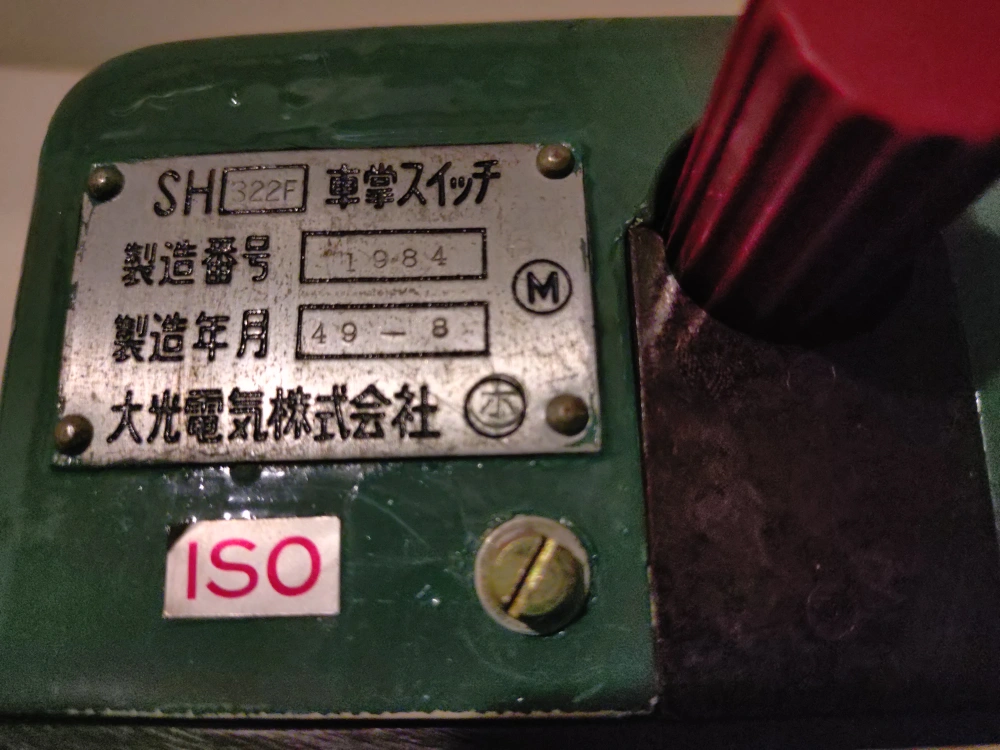 SH 322F 車掌スイッチ
製造番号 1984
製造年月 49-8
M
大光電気株式会社 ホ
ISO